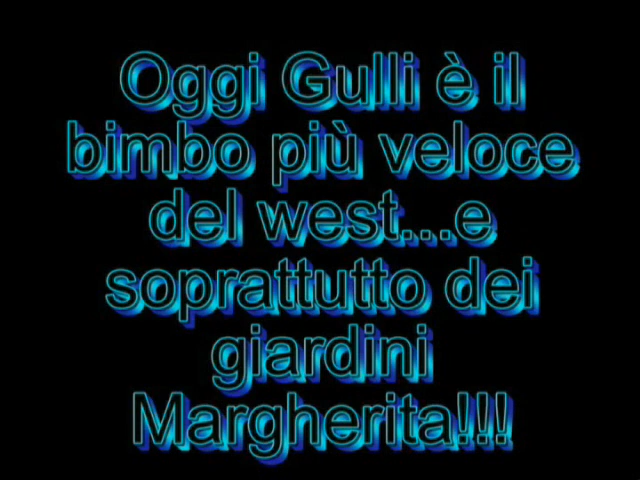 Oggi Gulli è il
bimbo più veloce
del west...e
soprattutto dei
giardini
Margherita!!!